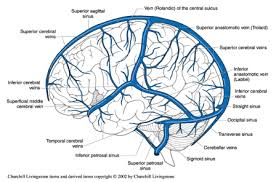 Superior sagittal
sinus
Vein (Rolandic) of the central sulcus
Superior cerebral
veins
Superior anastomotic vein (Trolard)
Superior cerebral
veins
Inferior cerebral
veins
Inferior anastomotic
vein
(Labbé)
Superficial middle
cerebral vein
Inferior cerebral
veins
Straight sinus
Occipital sinus
Transverse sinus
Temporal cerebral
veins
Cerebellar veins
Inferior petrosal sinus
Sigmoid sinus
Superior petrosal
sinus
Churchill Livingstone items and derived items copyright © 2002 by Churchill Livingstone